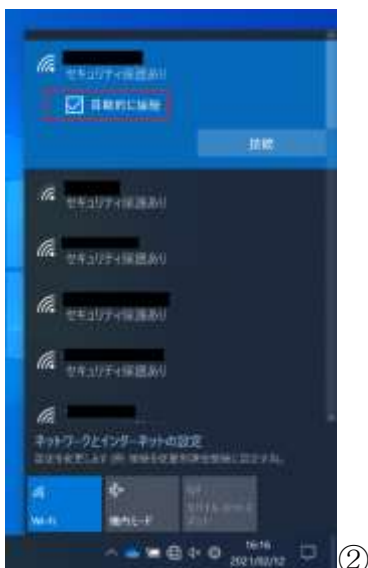 セキュリティ保護あり
自動的に接続
接続
セキュリティ保護あり
セキュリティ保護あり
セキュリティ保護あり
セキュリティ保護あり
ネットワークとインターネットの設定
Wi-Fi
機内モード
16:16
2021/02/12
②